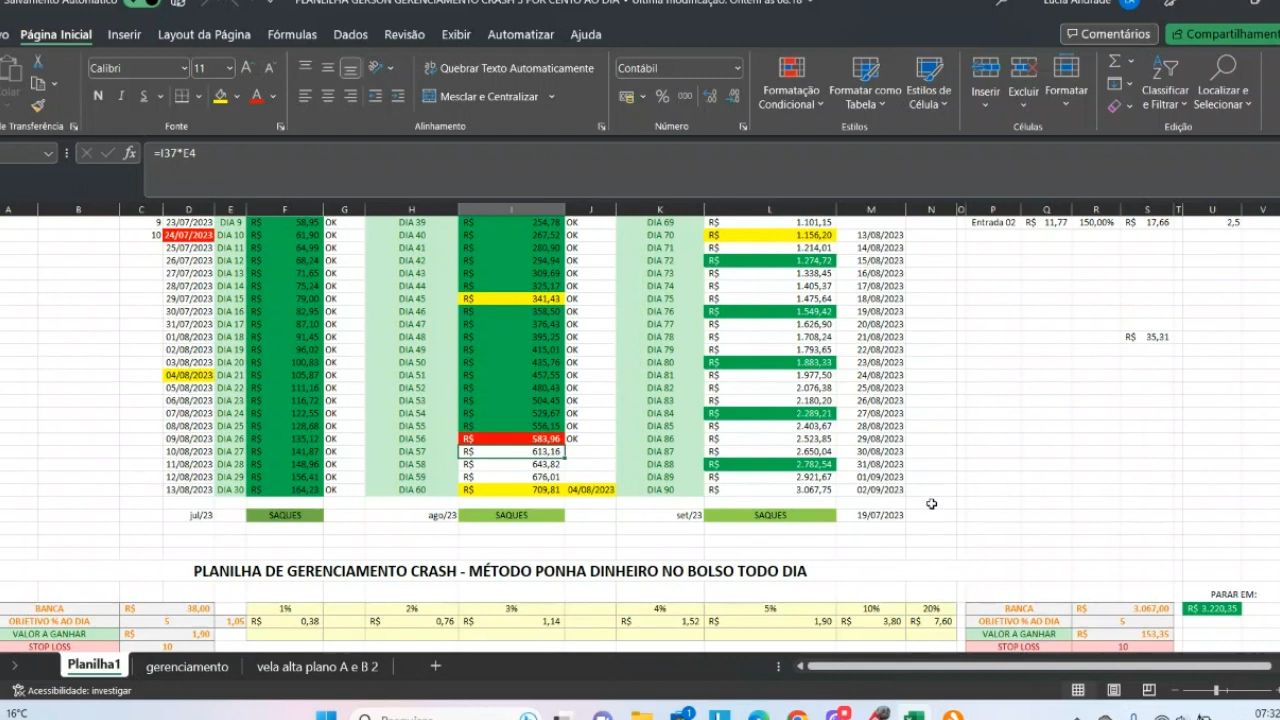 Salvamento Automático PLANILHA GERSON GERENCIAMENTO CRASH 5 POR CENTO AO DIA • Última modificação: Ontem às 08:18 Lucia Andrade
Página Inicial Inserir Layout da Página Fórmulas Dados Revisão Exibir Automatizar Ajuda Comentários Compartilhament
Calibri 11 Quebrar Texto Automaticamente Contábil
Mesclar e Centralizar
N I S
Formatação Condicional Formatar como Tabela Estilos de Célula Inserir Excluir Formatar Classificar e Filtrar Localizar e Selecionar
de Transferência Fonte Alinhamento Número Estilos Células Edição
fx =I37*E4
A B C D E F G H I J K L M N O P Q R S T U V
9 23/07/2023 DIA 9 R$ 58,95 OK DIA 39 254,78 OK DIA 69 R$ 1.101,15 Entrada 02 R$ 11,77 150,00% R$ 17,66 2,5
10 24/07/2023 DIA 10 R$ 61,90 OK DIA 40 R$ 267,52 OK DIA 70 R$ 1.156,20 13/08/2023
25/07/2023 DIA 11 R$ 64,99 OK DIA 41 R$ 280,90 OK DIA 71 R$ 1.214,01 14/08/2023
26/07/2023 DIA 12 R$ 68,24 OK DIA 42 R$ 294,94 OK DIA 72 R$ 1.274,72 15/08/2023
27/07/2023 DIA 13 R$ 71,65 OK DIA 43 R$ 309,69 OK DIA 73 R$ 1.338,45 16/08/2023
28/07/2023 DIA 14 R$ 75,24 OK DIA 44 R$ 325,17 OK DIA 74 R$ 1.405,37 17/08/2023
29/07/2023 DIA 15 R$ 79,00 OK DIA 45 R$ 341,43 OK DIA 75 R$ 1.475,64 18/08/2023
30/07/2023 DIA 16 R$ 82,95 OK DIA 46 R$ 358,50 OK DIA 76 R$ 1.549,42 19/08/2023
31/07/2023 DIA 17 R$ 87,10 OK DIA 47 R$ 376,43 OK DIA 77 R$ 1.626,90 20/08/2023
01/08/2023 DIA 18 R$ 91,45 OK DIA 48 R$ 395,25 OK DIA 78 R$ 1.708,24 21/08/2023 R$ 35,31
02/08/2023 DIA 19 R$ 96,02 OK DIA 49 R$ 415,01 OK DIA 79 R$ 1.793,65 22/08/2023
03/08/2023 DIA 20 R$ 100,83 OK DIA 50 R$ 435,76 OK DIA 80 R$ 1.883,33 23/08/2023
04/08/2023 DIA 21 R$ 105,87 OK DIA 51 R$ 457,55 OK DIA 81 R$ 1.977,50 24/08/2023
05/08/2023 DIA 22 R$ 111,16 OK DIA 52 R$ 480,43 OK DIA 82 R$ 2.076,38 25/08/2023
06/08/2023 DIA 23 R$ 116,72 OK DIA 53 R$ 504,45 OK DIA 83 R$ 2.180,20 26/08/2023
07/08/2023 DIA 24 R$ 122,55 OK DIA 54 R$ 529,67 OK DIA 84 R$ 2.289,21 27/08/2023
08/08/2023 DIA 25 R$ 128,68 OK DIA 55 R$ 556,15 OK DIA 85 R$ 2.403,67 28/08/2023
09/08/2023 DIA 26 R$ 135,12 OK DIA 56 R$ 583,96 OK DIA 86 R$ 2.523,85 29/08/2023
10/08/2023 DIA 27 R$ 141,87 OK DIA 57 R$ 613,16 DIA 87 R$ 2.650,04 30/08/2023
11/08/2023 DIA 28 R$ 148,96 OK DIA 58 R$ 643,82 DIA 88 R$ 2.782,54 31/08/2023
12/08/2023 DIA 29 R$ 156,41 OK DIA 59 R$ 676,01 DIA 89 R$ 2.921,67 01/09/2023
13/08/2023 DIA 30 R$ 164,23 OK DIA 60 R$ 709,81 04/08/2023 DIA 90 R$ 3.067,75 02/09/2023
jul/23 SAQUES ago/23 SAQUES set/23 SAQUES 19/07/2023
PLANILHA DE GERENCIAMENTO CRASH - MÉTODO PONHA DINHEIRO NO BOLSO TODO DIA
PARAR EM:
BANCA R$ 38,00 1% 2% 3% 4% 5% 10% 20% BANCA R$ 3.067,00 R$ 3.220,35
OBJETIVO % AO DIA 5 1,05 R$ 0,38 R$ 0,76 R$ 1,14 R$ 1,52 R$ 1,90 R$ 3,80 R$ 7,60 OBJETIVO % AO DIA 5
VALOR A GANHAR R$ 1,90 VALOR A GANHAR R$ 153,35
STOP LOSS 10 STOP LOSS 10
Planilha1 gerenciamento vela alta plano A e B 2
Acessibilidade: investigar
16°C Pesquisar 07:32